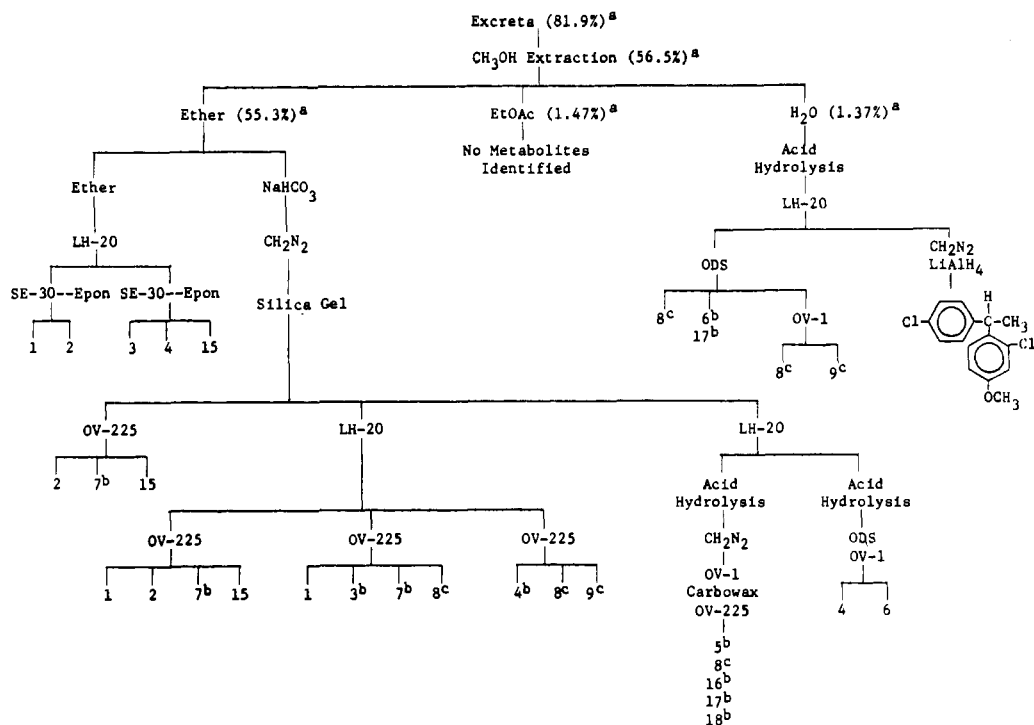 Excreta (81.9%)ᵃ
CH₃OH Extraction (56.5%)ᵃ
Ether (55.3%)ᵃ
EtOAc (1.47%)ᵃ
H₂O (1.37%)ᵃ
No Metabolites
Identified
Acid
Hydrolysis
Ether
NaHCO₃
LH-20
LH-20
CH₂N₂
ODS
CH₂N₂
LiAlH₄
SE-30--Epon
SE-30--Epon
Silica Gel
1 2
3 4 15
8ᶜ 6ᵇ
17ᵇ
OV-1
8ᶜ 9ᶜ
H
Cl
CH₃
Cl
OCH₃
OV-225
LH-20
LH-20
2 7ᵇ 15
Acid
Hydrolysis
Acid
Hydrolysis
OV-225
OV-225
OV-225
CH₂N₂
ODS
OV-1
1 2 7ᵇ 15
1 3ᵇ 7ᵇ 8ᶜ
4ᵇ 8ᶜ 9ᶜ
OV-1
Carbowax
OV-225
4 6
5ᵇ
8ᶜ
16ᵇ
17ᵇ
18ᵇ